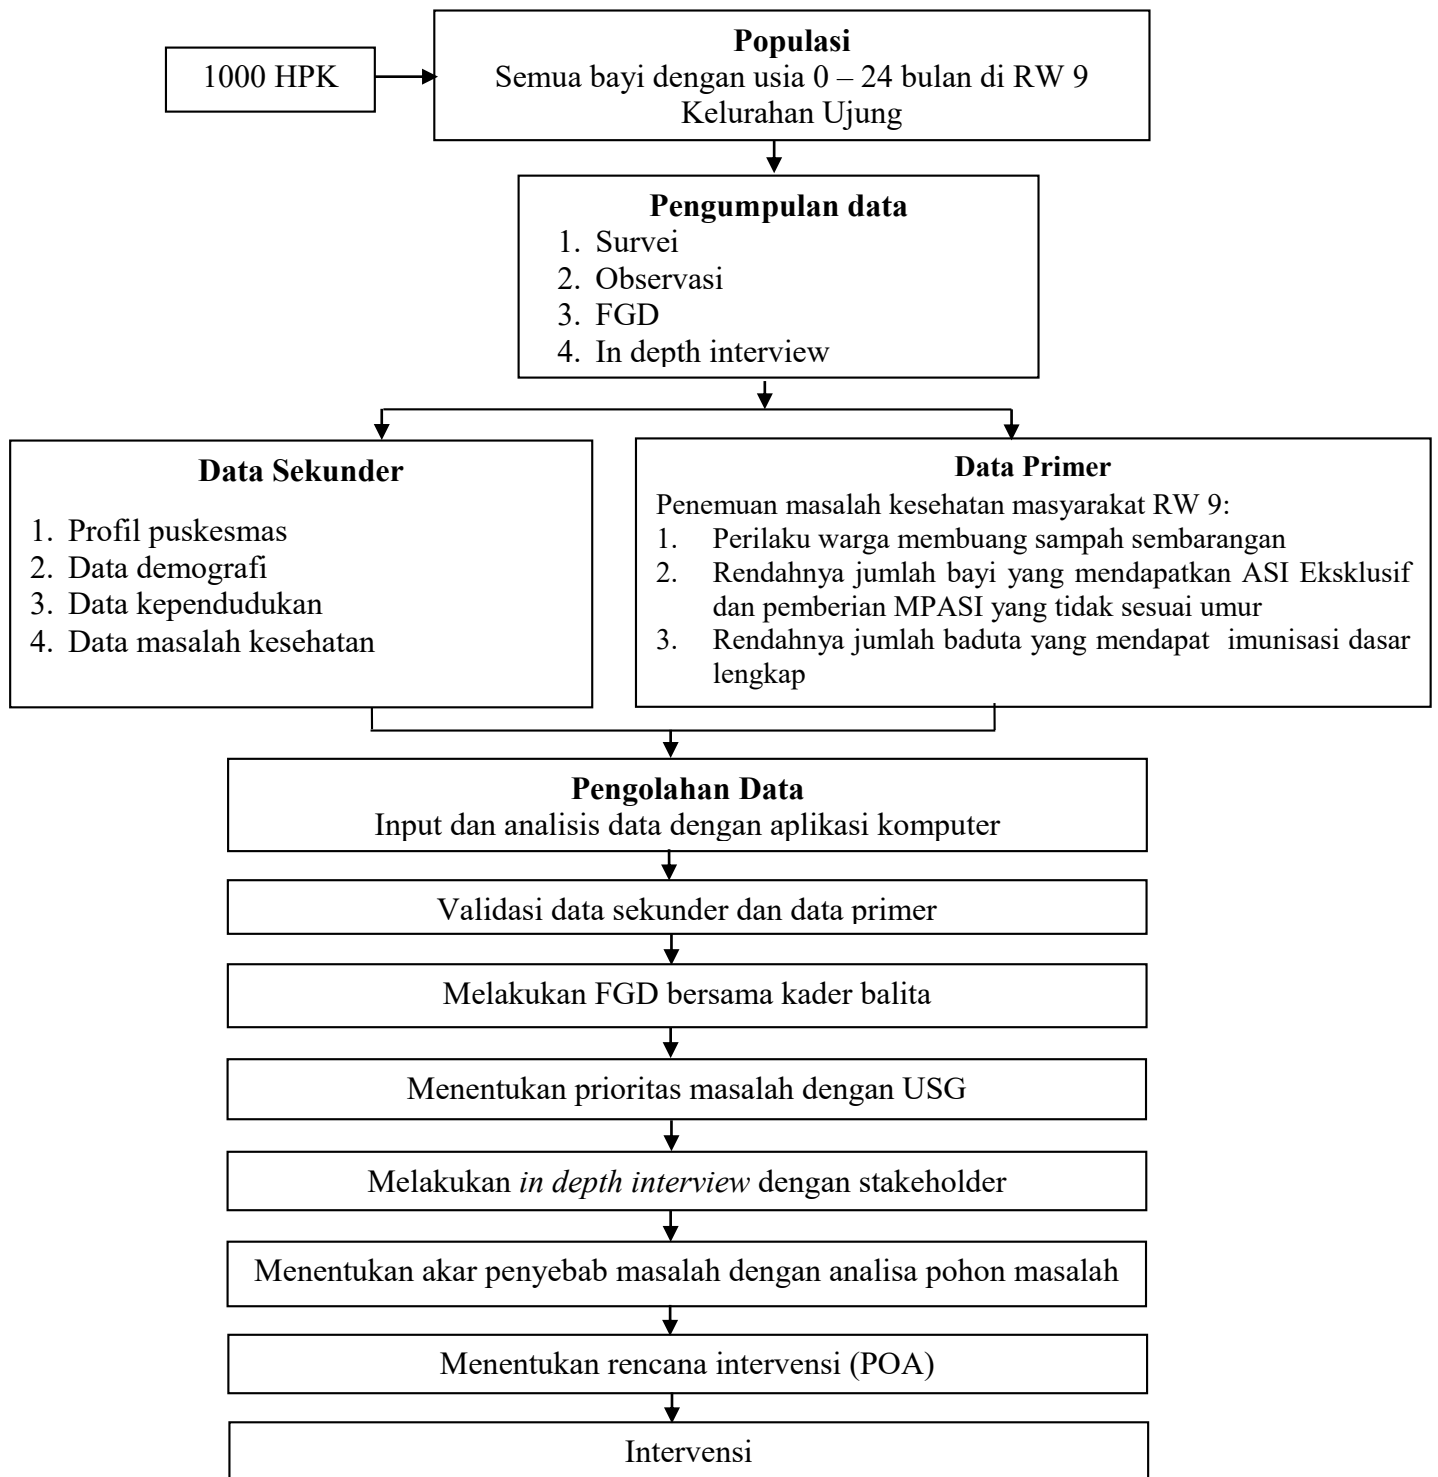 1000 HPK
Populasi
Semua bayi dengan usia 0 – 24 bulan di RW 9
Kelurahan Ujung
Pengumpulan data
1. Survei
2. Observasi
3. FGD
4. In depth interview
Data Sekunder
1. Profil puskesmas
2. Data demografi
3. Data kependudukan
4. Data masalah kesehatan
Data Primer
Penemuan masalah kesehatan masyarakat RW 9:
1. Perilaku warga membuang sampah sembarangan
2. Rendahnya jumlah bayi yang mendapatkan ASI Eksklusif
dan pemberian MPASI yang tidak sesuai umur
3. Rendahnya jumlah baduta yang mendapat imunisasi dasar
lengkap
Pengolahan Data
Input dan analisis data dengan aplikasi komputer
Validasi data sekunder dan data primer
Melakukan FGD bersama kader balita
Menentukan prioritas masalah dengan USG
Melakukan in depth interview dengan stakeholder
Menentukan akar penyebab masalah dengan analisa pohon masalah
Menentukan rencana intervensi (POA)
Intervensi